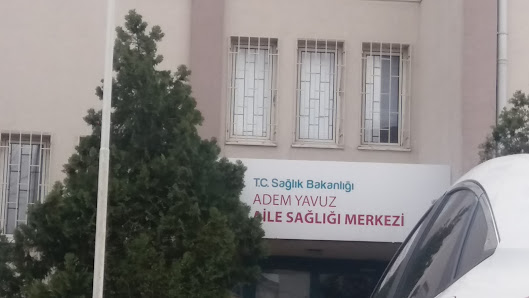 T.C. Sağlık Bakanlığı
ADEM YAVUZ
AİLE SAĞLIĞI MERKEZİ